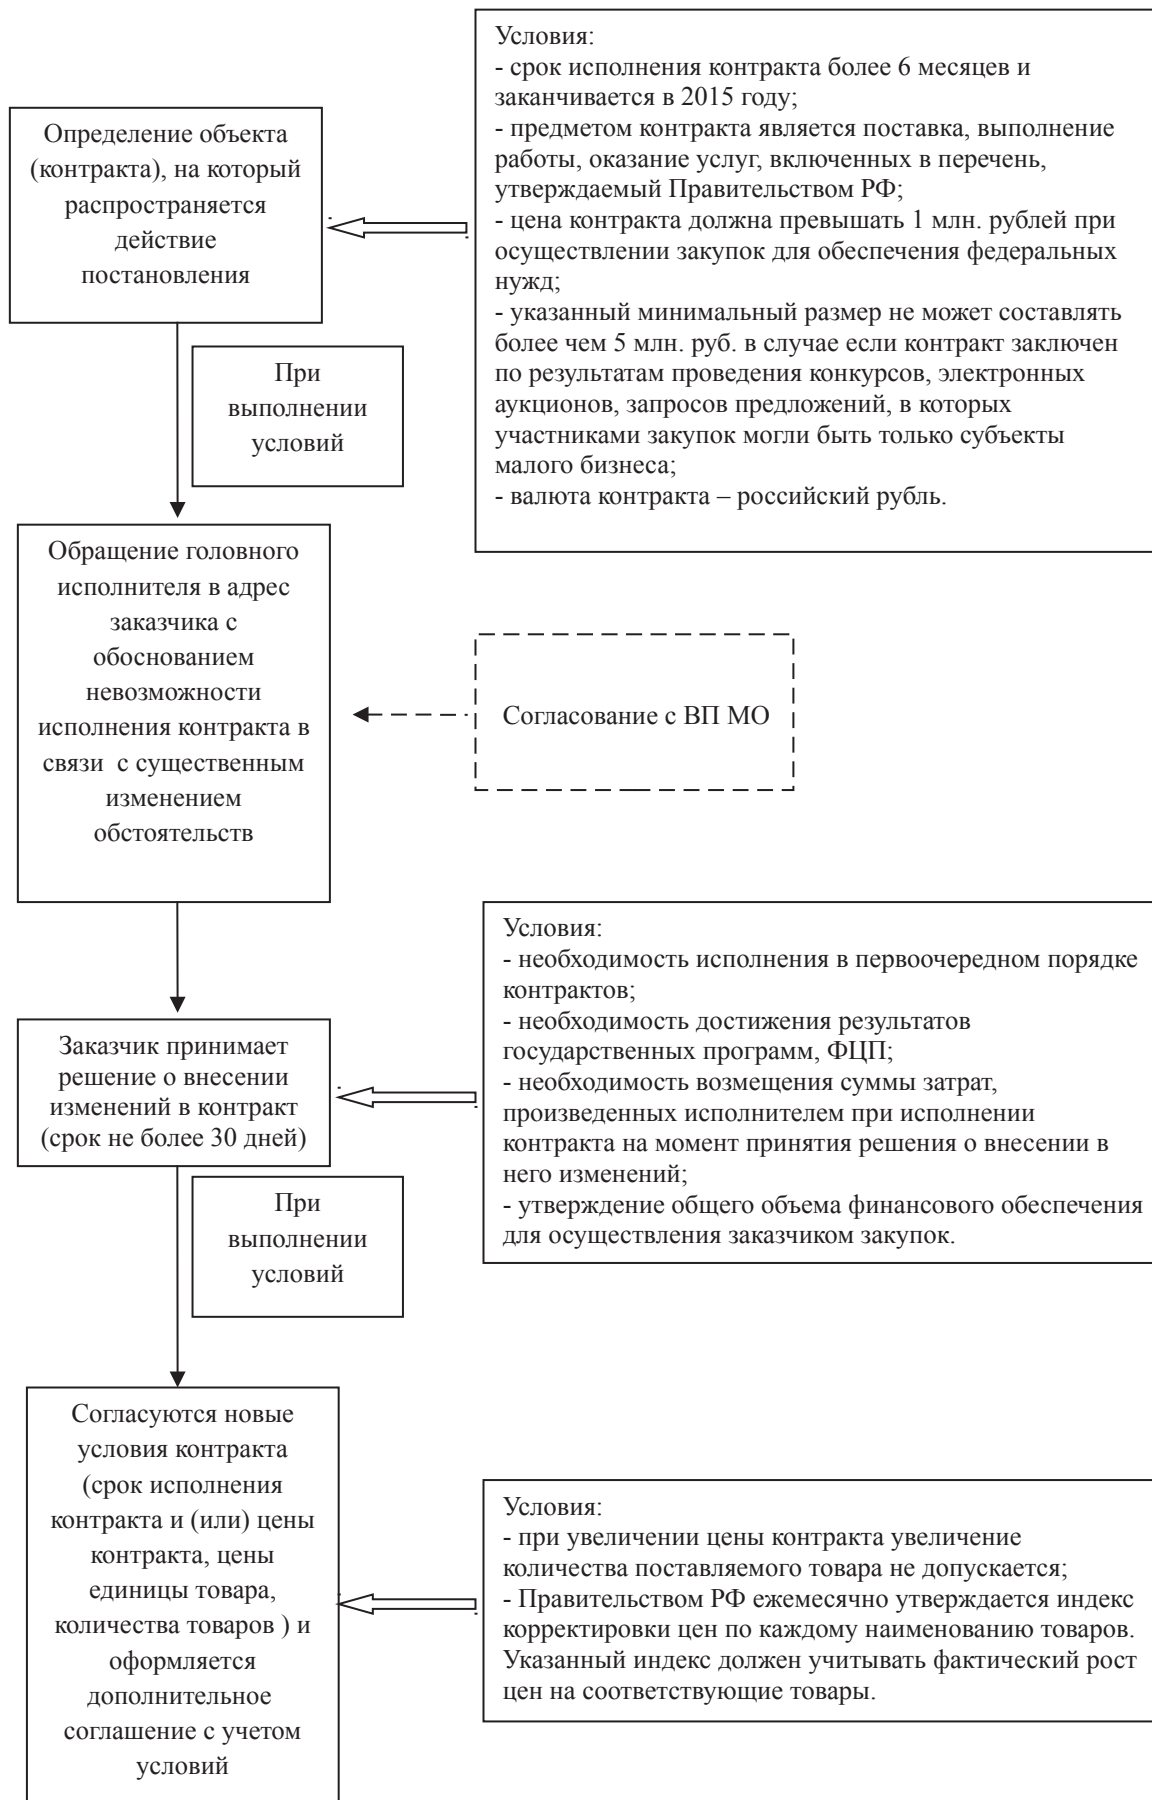 Условия:
- срок исполнения контракта более 6 месяцев и
заканчивается в 2015 году;
- предметом контракта является поставка, выполнение
работы, оказание услуг, включенных в перечень,
утверждаемый Правительством РФ;
- цена контракта должна превышать 1 млн. рублей при
осуществлении закупок для обеспечения федеральных
нужд;
- указанный минимальный размер не может составлять
более чем 5 млн. руб. в случае если контракт заключен
по результатам проведения конкурсов, электронных
аукционов, запросов предложений, в которых
участниками закупок могли быть только субъекты
малого бизнеса;
- валюта контракта – российский рубль.
Определение объекта
(контракта), на который
распространяется
действие
постановления
При
выполнении
условий
Обращение головного
исполнителя в адрес
заказчика с
обоснованием
невозможности
исполнения контракта в
связи с существенным
изменением
обстоятельств
Согласование с ВП МО
Условия:
- необходимость исполнения в первоочередном порядке
контрактов;
- необходимость достижения результатов
государственных программ, ФЦП;
- необходимость возмещения суммы затрат,
произведенных исполнителем при исполнении
контракта на момент принятия решения о внесении в
него изменений;
- утверждение общего объема финансового обеспечения
для осуществления заказчиком закупок.
Заказчик принимает
решение о внесении
изменений в контракт
(срок не более 30 дней)
При
выполнении
условий
Согласуются новые
условия контракта
(срок исполнения
контракта и (или) цены
контракта, цены
единицы товара,
количества товаров ) и
оформляется
дополнительное
соглашение с учетом
условий
Условия:
- при увеличении цены контракта увеличение
количества поставляемого товара не допускается;
- Правительством РФ ежемесячно утверждается индекс
корректировки цен по каждому наименованию товаров.
Указанный индекс должен учитывать фактический рост
цен на соответствующие товары.